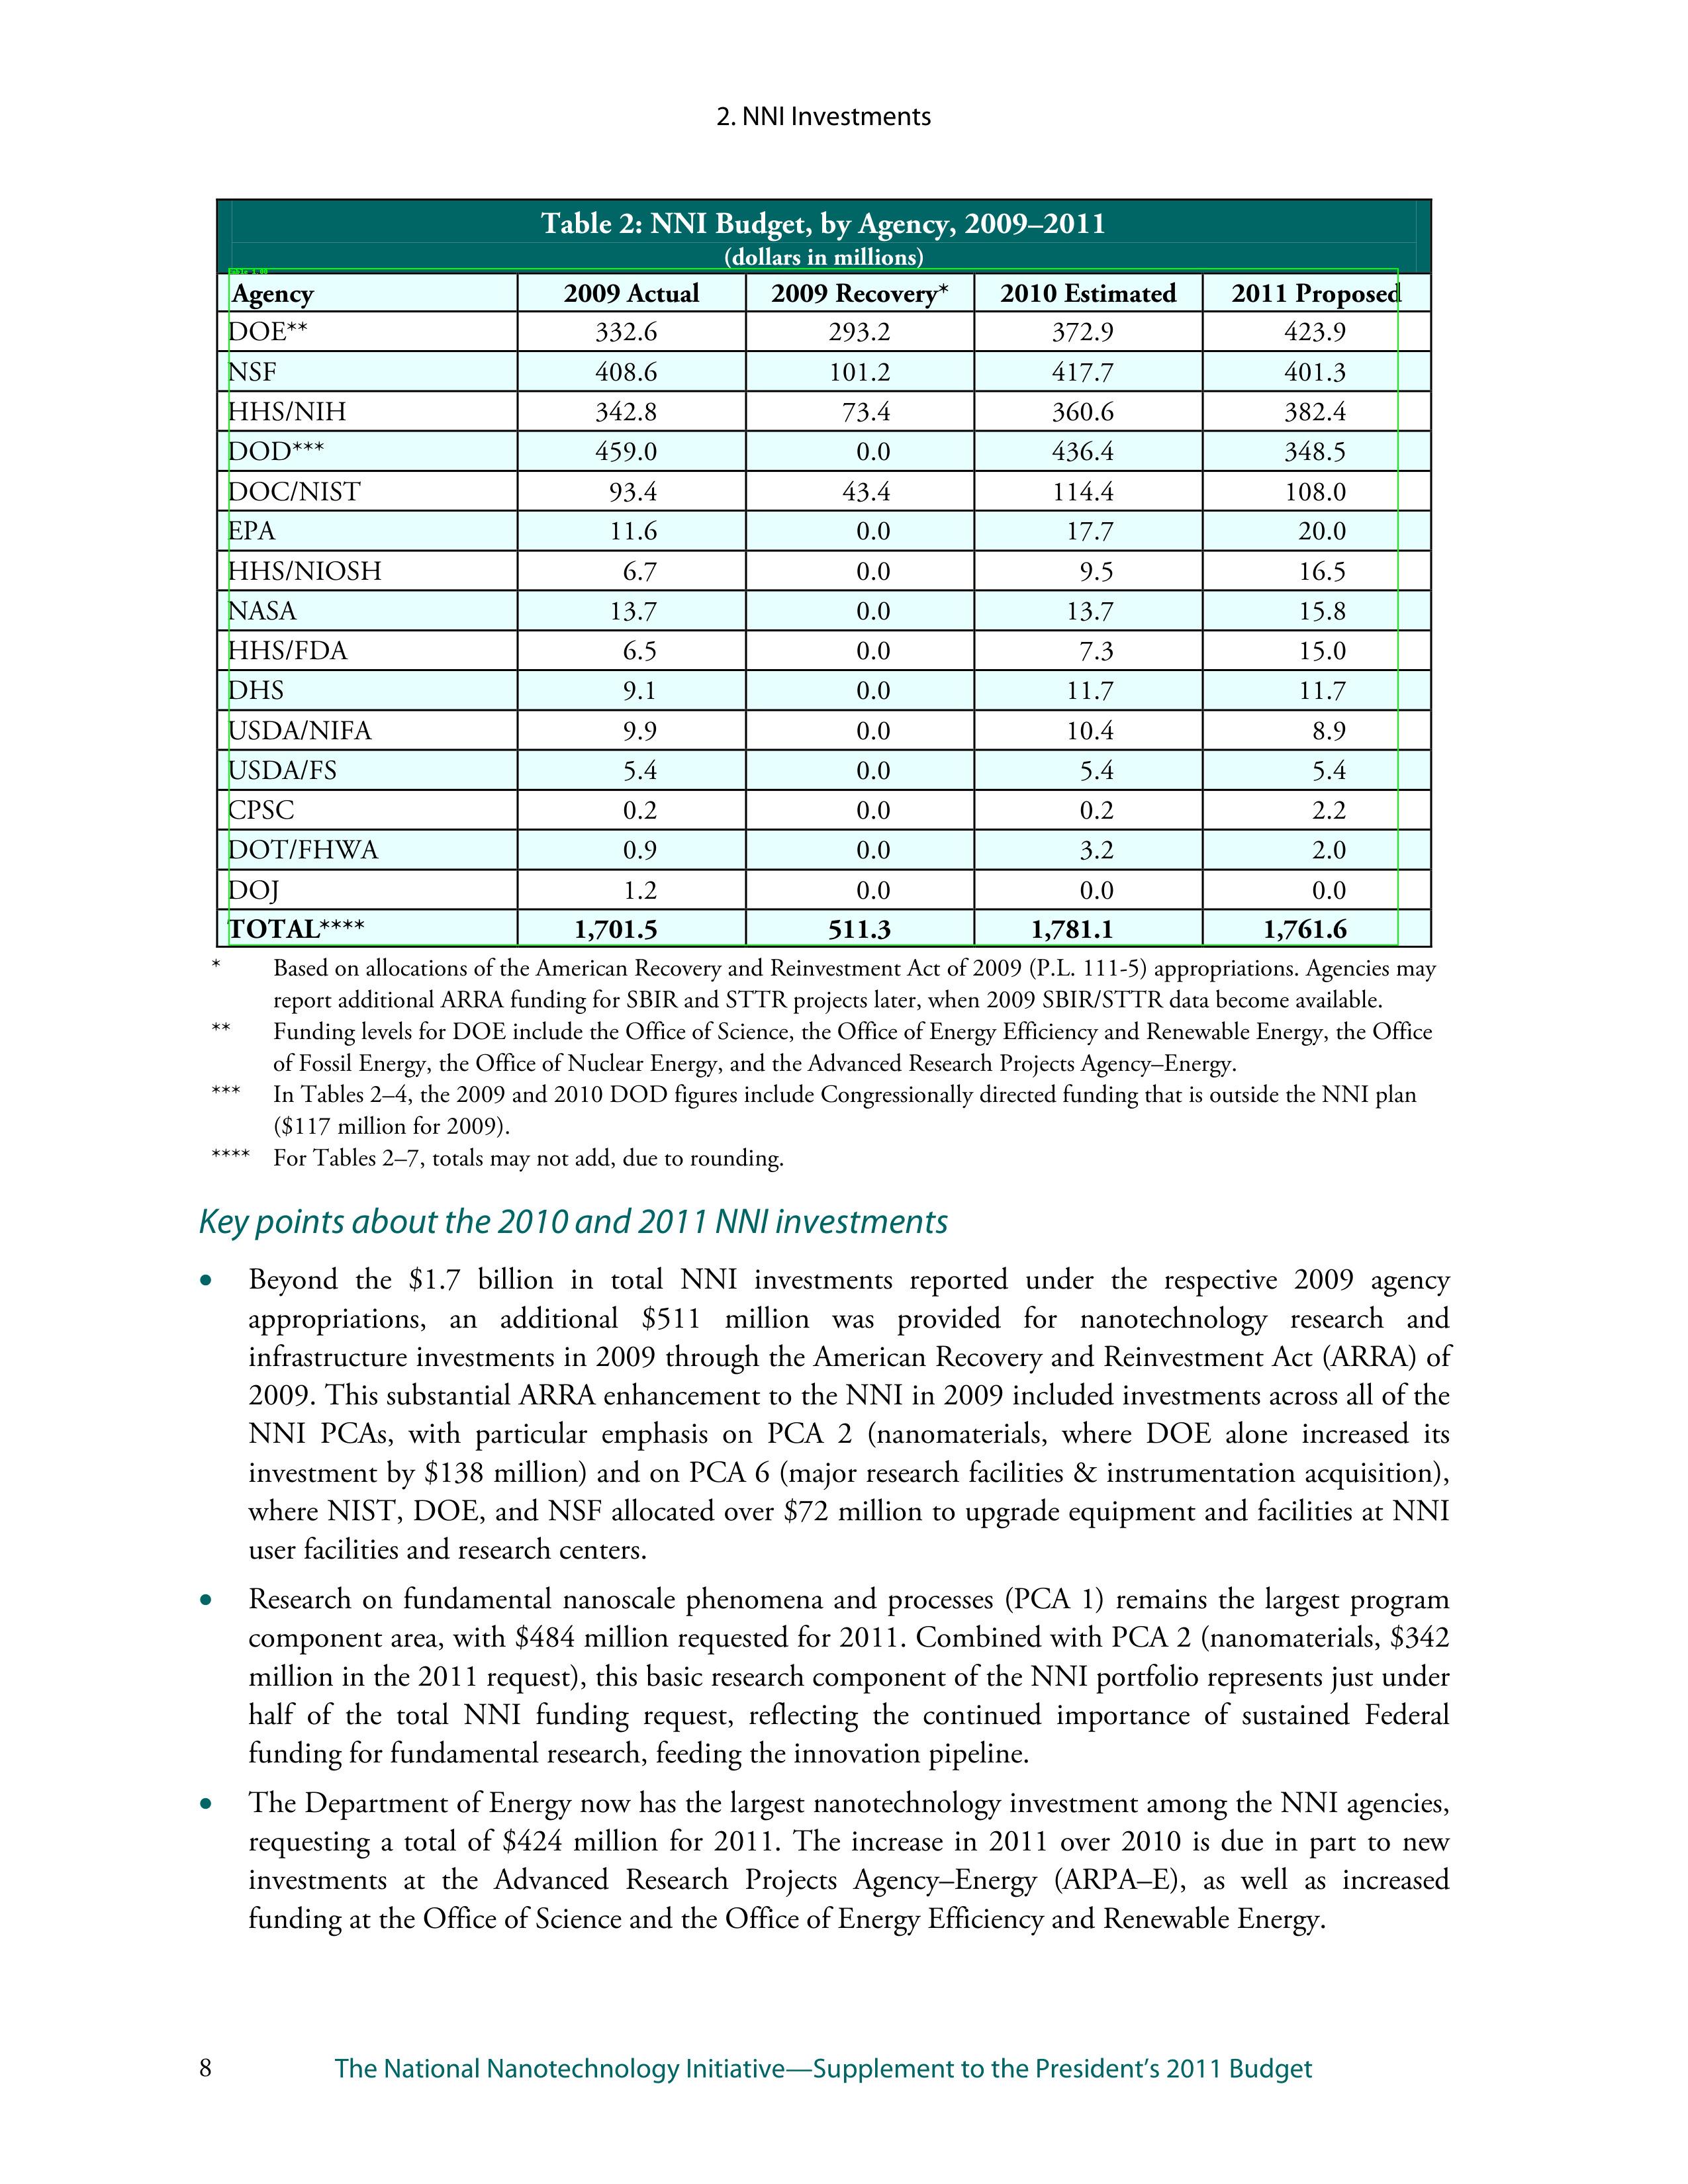 2. NNI Investments
Table 2: NNI Budget, by Agency, 2009–2011
(dollars in millions)
Agency 2009 Actual 2009 Recovery* 2010 Estimated 2011 Proposed
DOE** 332.6 293.2 372.9 423.9
NSF 408.6 101.2 417.7 401.3
HHS/NIH 342.8 73.4 360.6 382.4
DOD*** 459.0 0.0 436.4 348.5
DOC/NIST 93.4 43.4 114.4 108.0
EPA 11.6 0.0 17.7 20.0
HHS/NIOSH 6.7 0.0 9.5 16.5
NASA 13.7 0.0 13.7 15.8
HHS/FDA 6.5 0.0 7.3 15.0
DHS 9.1 0.0 11.7 11.7
USDA/NIFA 9.9 0.0 10.4 8.9
USDA/FS 5.4 0.0 5.4 5.4
CPSC 0.2 0.0 0.2 2.2
DOT/FHWA 0.9 0.0 3.2 2.0
DOJ 1.2 0.0 0.0 0.0
TOTAL**** 1,701.5 511.3 1,781.1 1,761.6
* Based on allocations of the American Recovery and Reinvestment Act of 2009 (P.L. 111-5) appropriations. Agencies may
report additional ARRA funding for SBIR and STTR projects later, when 2009 SBIR/STTR data become available.
** Funding levels for DOE include the Office of Science, the Office of Energy Efficiency and Renewable Energy, the Office
of Fossil Energy, the Office of Nuclear Energy, and the Advanced Research Projects Agency–Energy.
*** In Tables 2–4, the 2009 and 2010 DOD figures include Congressionally directed funding that is outside the NNI plan
($117 million for 2009).
**** For Tables 2–7, totals may not add, due to rounding.
Key points about the 2010 and 2011 NNI investments
• Beyond the $1.7 billion in total NNI investments reported under the respective 2009 agency
appropriations, an additional $511 million was provided for nanotechnology research and
infrastructure investments in 2009 through the American Recovery and Reinvestment Act (ARRA) of
2009. This substantial ARRA enhancement to the NNI in 2009 included investments across all of the
NNI PCAs, with particular emphasis on PCA 2 (nanomaterials, where DOE alone increased its
investment by $138 million) and on PCA 6 (major research facilities & instrumentation acquisition),
where NIST, DOE, and NSF allocated over $72 million to upgrade equipment and facilities at NNI
user facilities and research centers.
• Research on fundamental nanoscale phenomena and processes (PCA 1) remains the largest program
component area, with $484 million requested for 2011. Combined with PCA 2 (nanomaterials, $342
million in the 2011 request), this basic research component of the NNI portfolio represents just under
half of the total NNI funding request, reflecting the continued importance of sustained Federal
funding for fundamental research, feeding the innovation pipeline.
• The Department of Energy now has the largest nanotechnology investment among the NNI agencies,
requesting a total of $424 million for 2011. The increase in 2011 over 2010 is due in part to new
investments at the Advanced Research Projects Agency–Energy (ARPA–E), as well as increased
funding at the Office of Science and the Office of Energy Efficiency and Renewable Energy.
8 The National Nanotechnology Initiative—Supplement to the President’s 2011 Budget